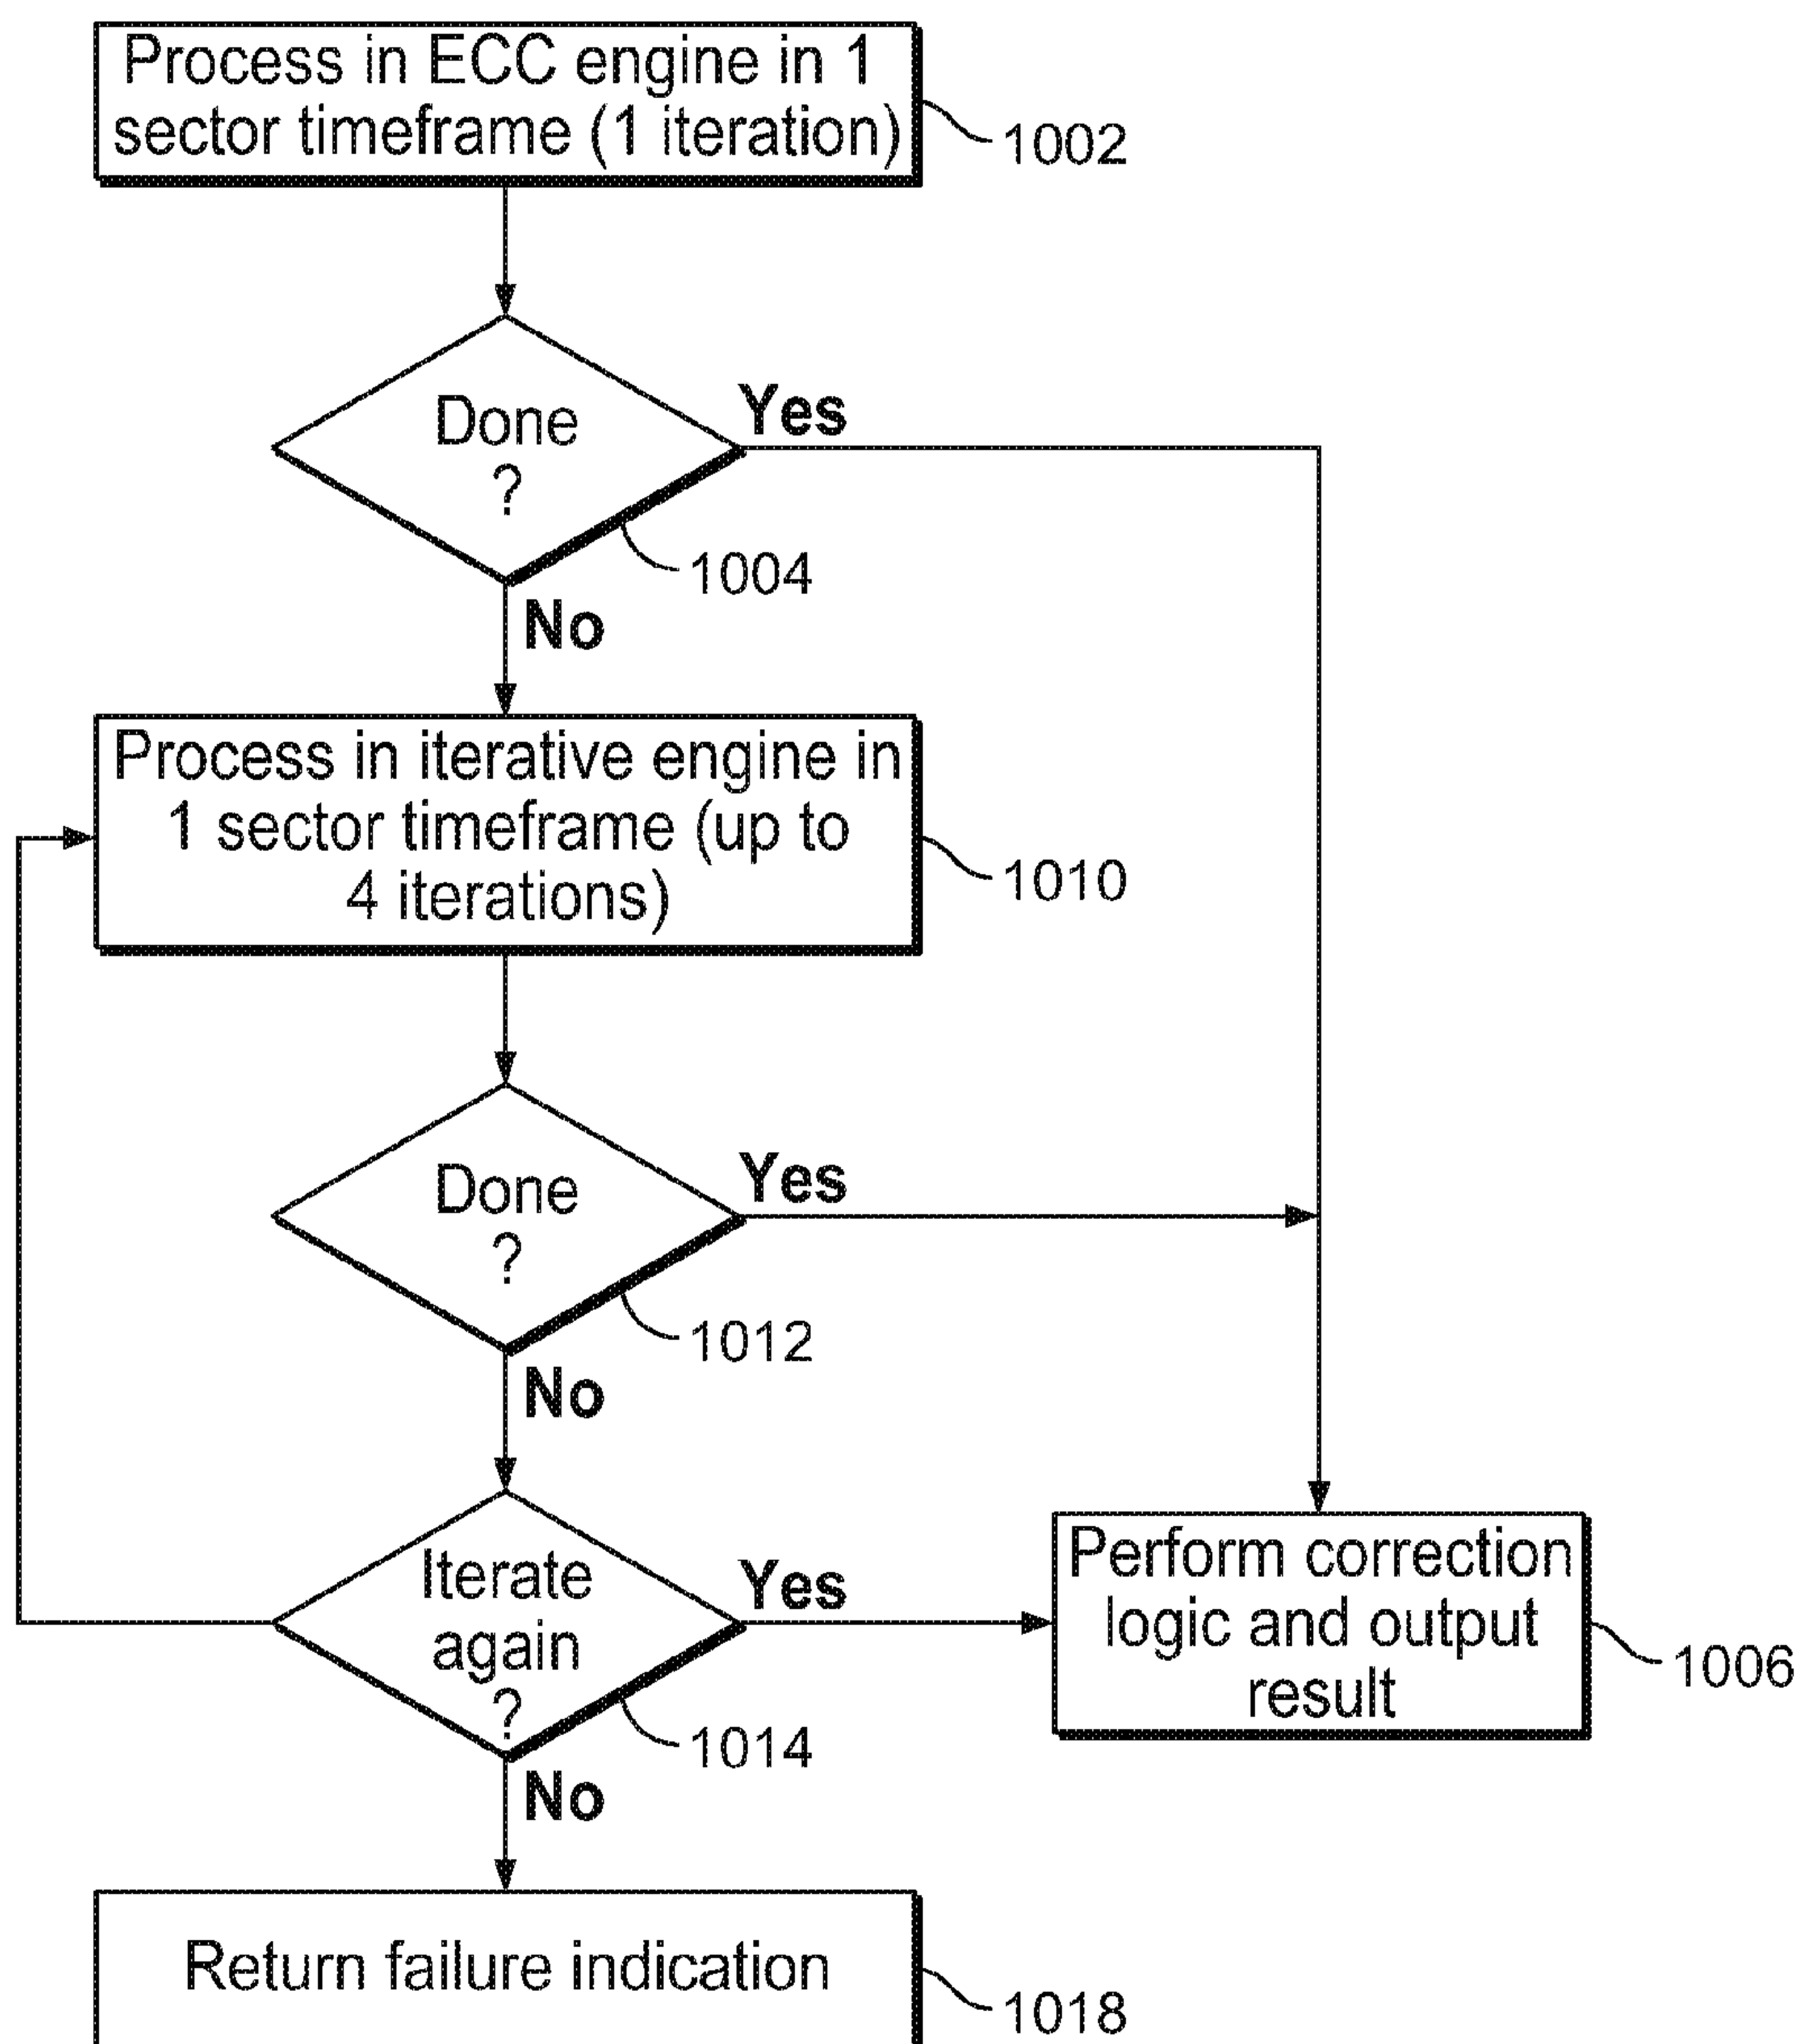 Process in ECC engine in 1
sector timeframe (1 iteration)
1002
Done
?
Yes
1004
No
Process in iterative engine in
1 sector timeframe (up to
4 iterations)
1010
Done
?
Yes
1012
No
Iterate
again
?
Yes
1014
No
Perform correction
logic and output
result
1006
Return failure indication
1018